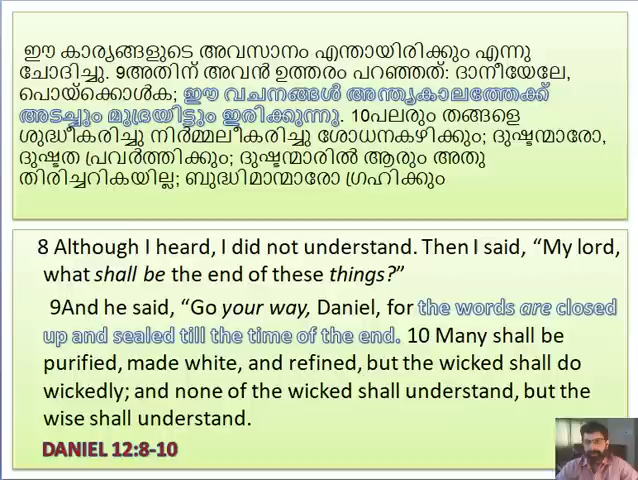 ഈ കാര്യങ്ങളുടെ അവസാനം എന്തായിരിക്കും എന്നു
ചോദിച്ചു. 9അതിന് അവൻ ഉത്തരം പറഞ്ഞത്: ദാനീയേലേ,
പൊയ്ക്കൊൾക; ഈ വചനങ്ങൾ അന്ത്യകാലത്തേക്ക്
അടച്ചും മുദ്രയിട്ടും ഇരിക്കുന്നു. 10പലരും തങ്ങളെ
ശുദ്ധീകരിച്ചു നിർമ്മലീകരിച്ചു ശോധനകഴിക്കും; ദുഷ്ടന്മാരോ,
ദുഷ്ടത പ്രവർത്തിക്കും; ദുഷ്ടന്മാരിൽ ആരും അതു
തിരിച്ചറികയില്ല; ബുദ്ധിമാന്മാരോ ഗ്രഹിക്കും
8 Although I heard, I did not understand. Then I said, “My lord,
what shall be the end of these things?”
9And he said, “Go your way, Daniel, for the words are closed
up and sealed till the time of the end. 10 Many shall be
purified, made white, and refined, but the wicked shall do
wickedly; and none of the wicked shall understand, but the
wise shall understand.
DANIEL 12:8-10